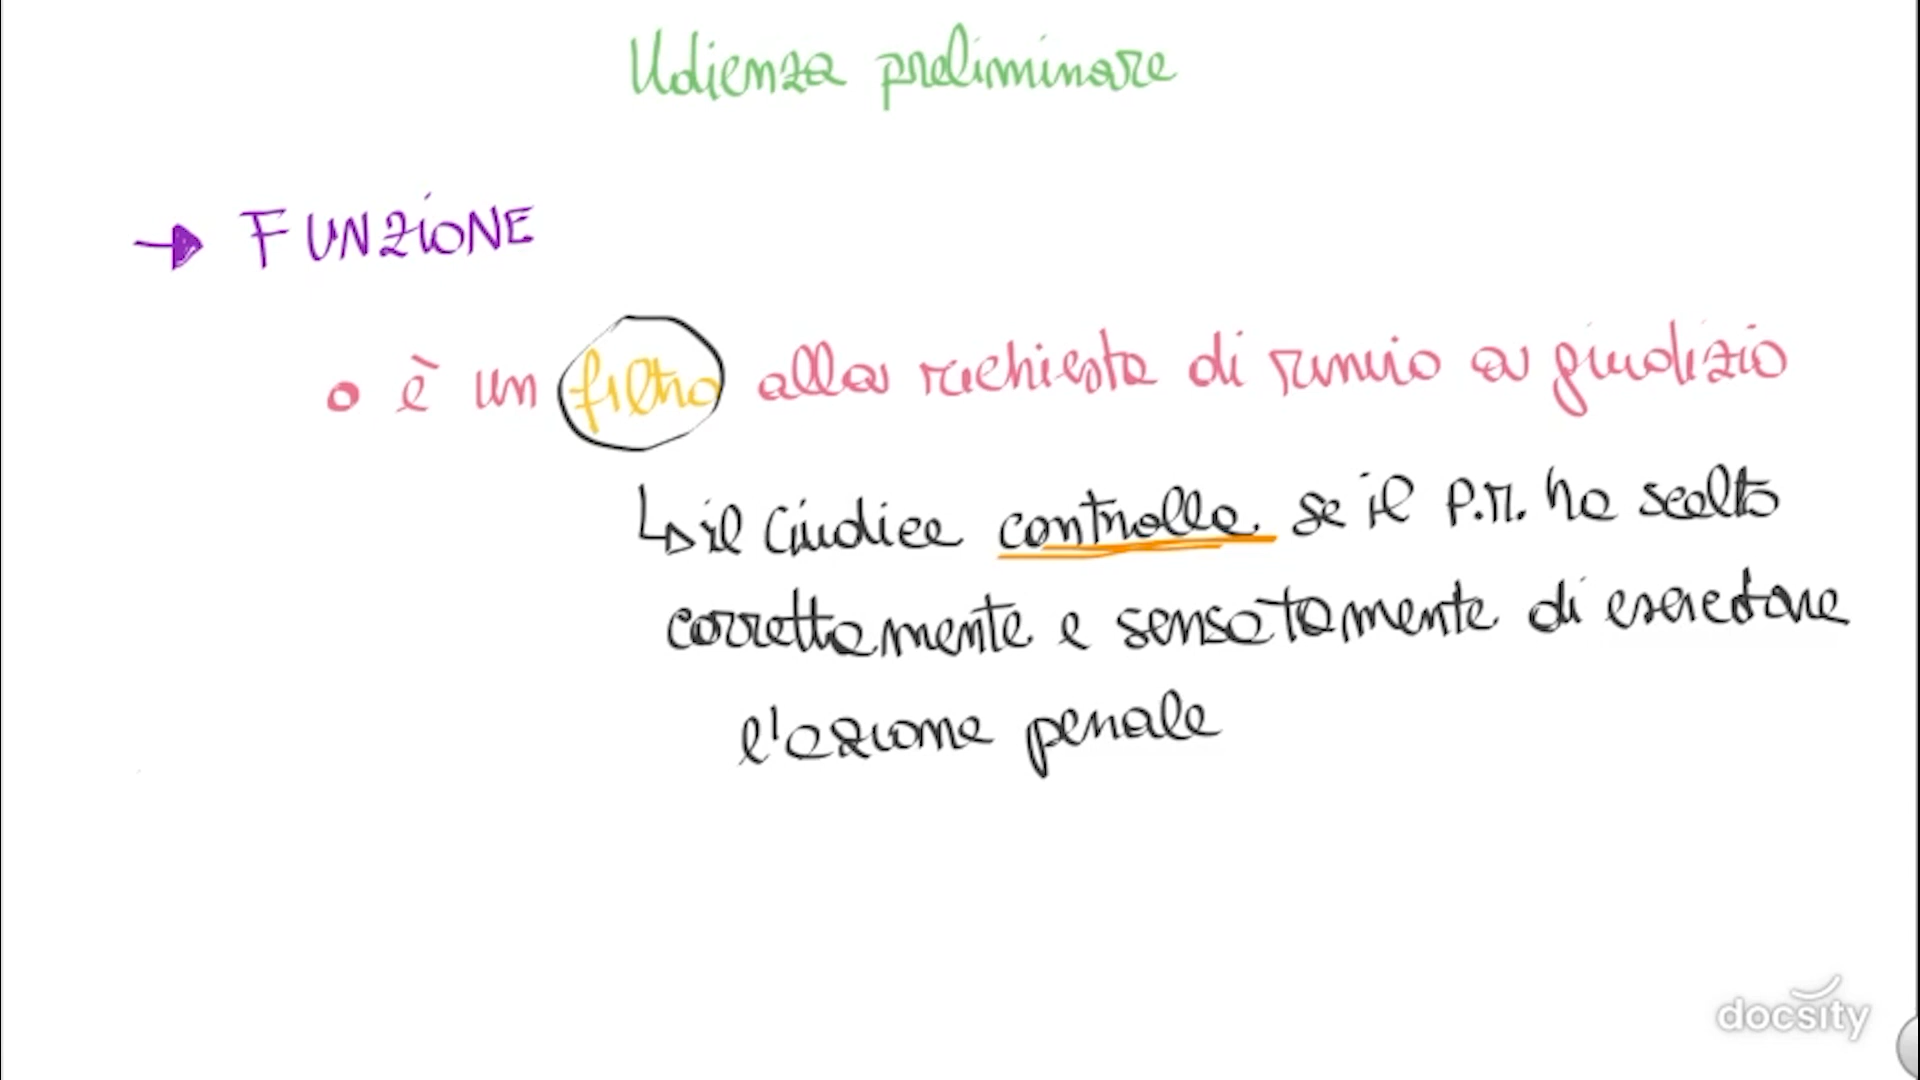 Udienza preliminare
→ FUNZIONE
o è un filtro alla richiesta di rinvio a giudizio
↳ il Giudice controlla se il P.M. ha scelto
correttamente e sensatamente di esercitare
l'azione penale
docsity